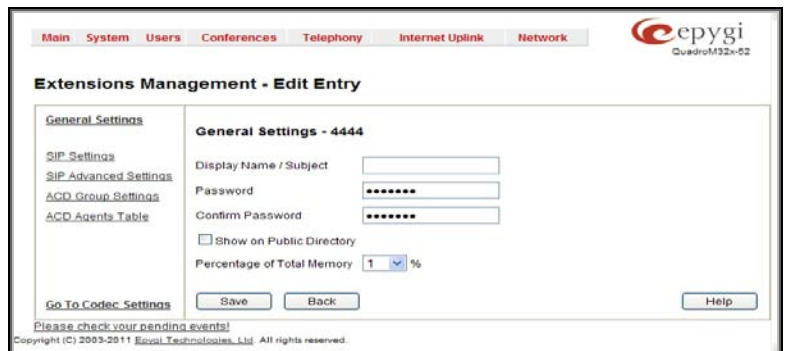 Main System Users Conferences Telephony Internet Uplink Network
epygi
QuadroM32x-52
Extensions Management - Edit Entry
General Settings
SIP Settings
SIP Advanced Settings
ACD Group Settings
ACD Agents Table
Go To Codec Settings
General Settings - 4444
Display Name / Subject
Password •••••••
Confirm Password •••••••
Show on Public Directory
Percentage of Total Memory 1 %
Save Back Help
Please check your pending events!
Copyright (C) 2003-2011 Epygi Technologies, Ltd. All rights reserved.